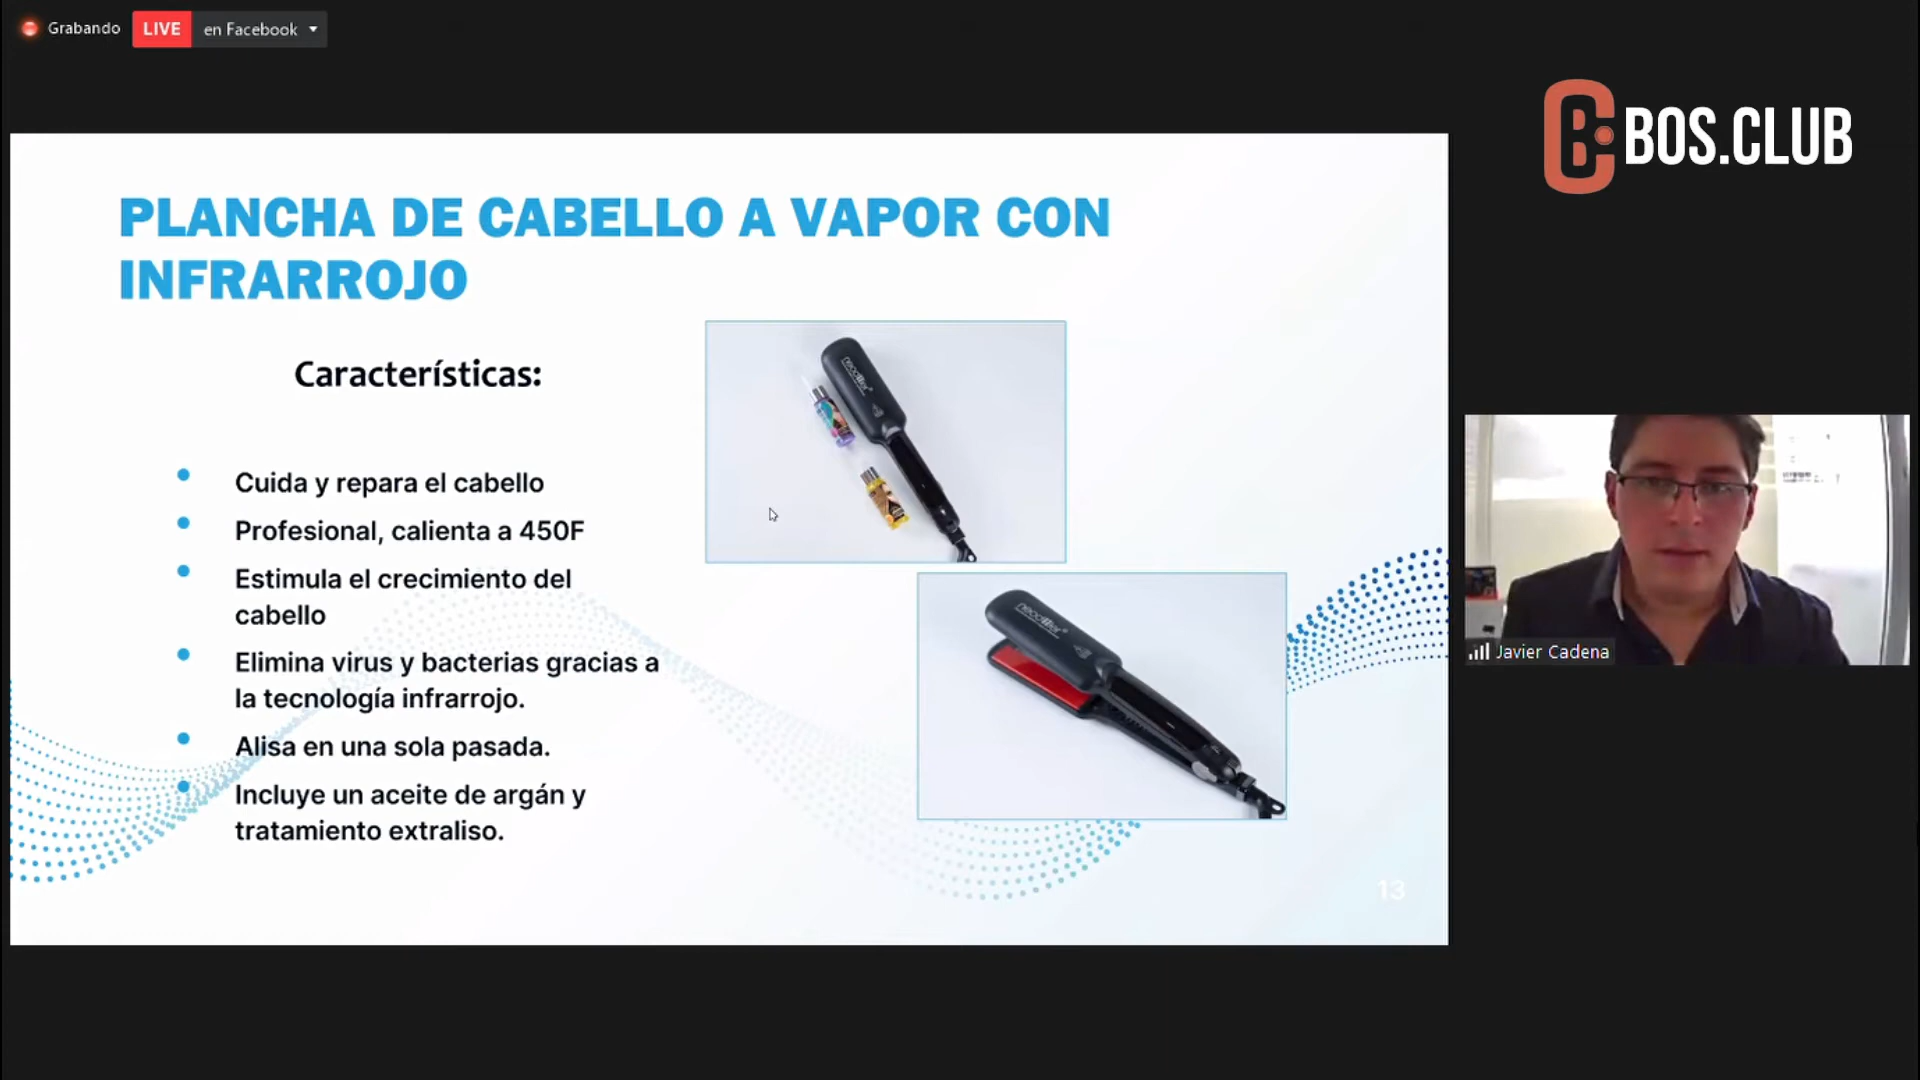 Grabando
LIVE
en Facebook
BOS.CLUB
PLANCHA DE CABELLO A VAPOR CON
INFRARROJO
Características:
Cuida y repara el cabello
Profesional, calienta a 450F
Estimula el crecimiento del
cabello
Elimina virus y bacterias gracias a
la tecnología infrarrojo.
Alisa en una sola pasada.
Incluye un aceite de argán y
tratamiento extraliso.
13
Javier Cadena